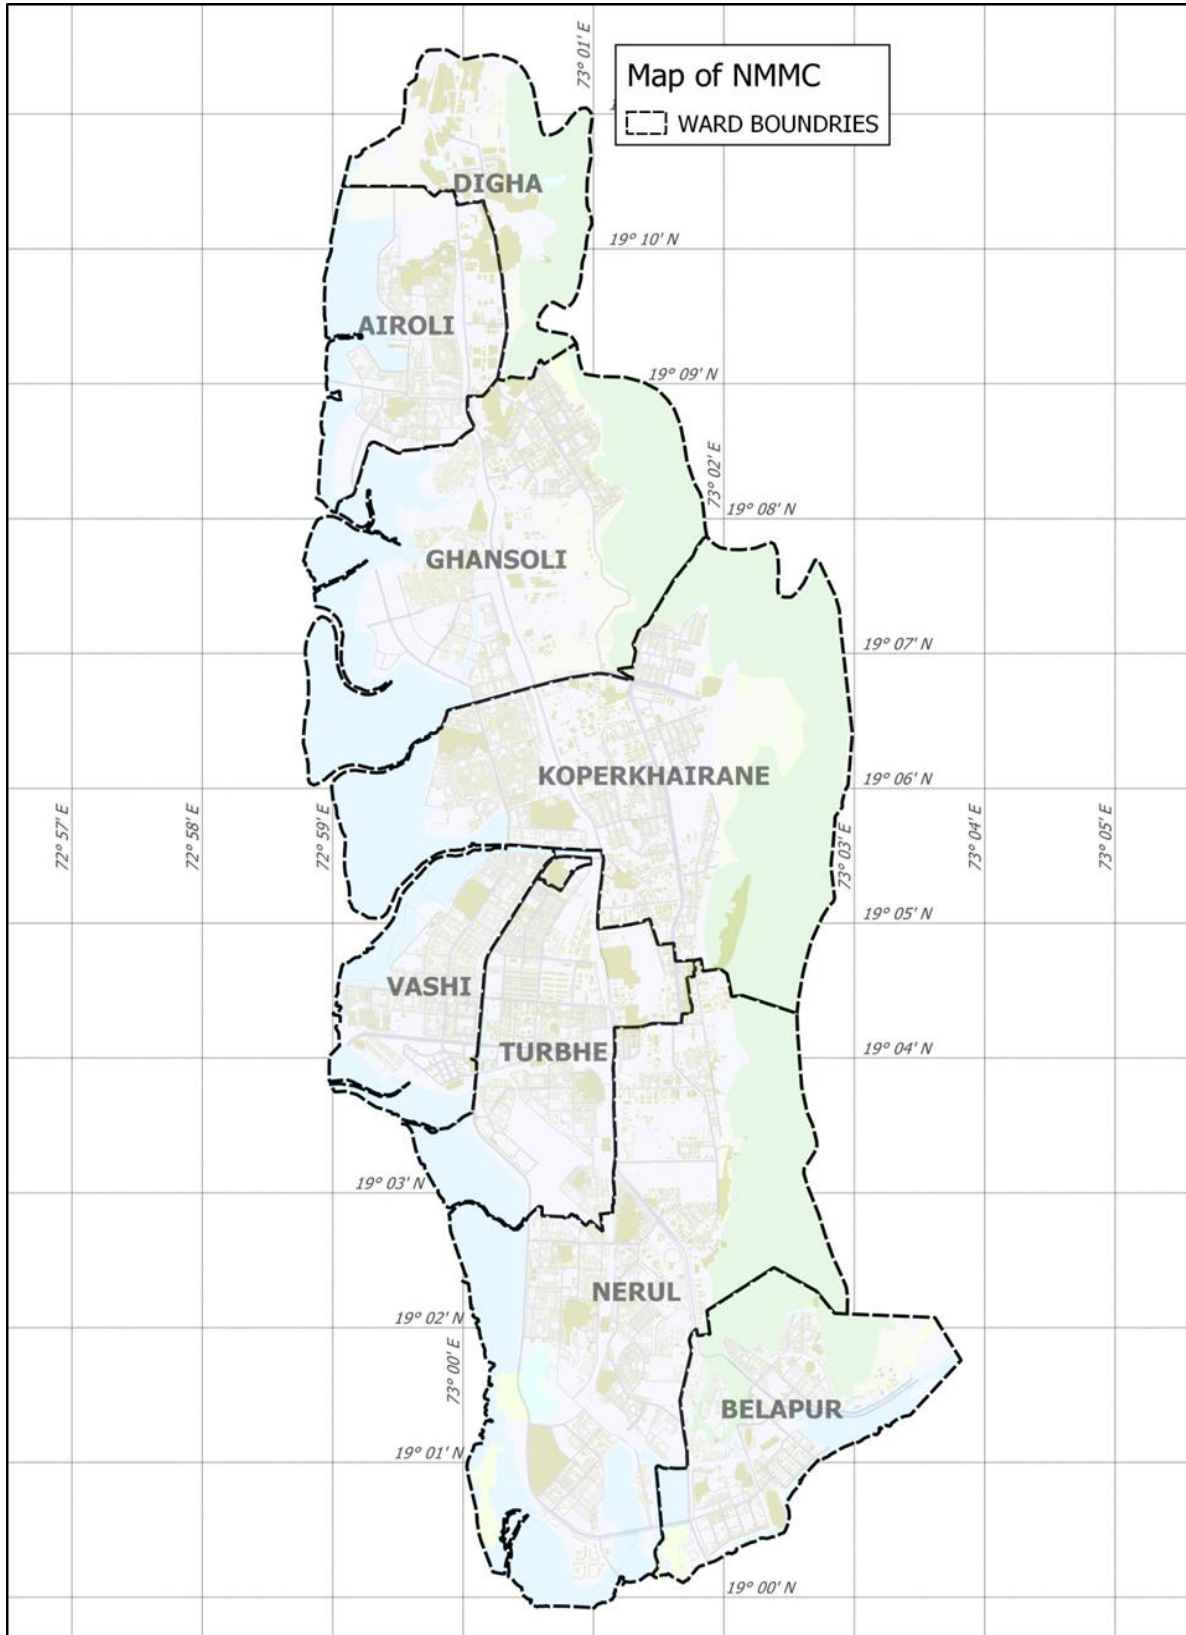 73° 01' E
Map of NMMC
WARD BOUNDRIES
DIGHA
19° 10' N
AIROLI
19° 09' N
73° 02' E
19° 08' N
GHANSOLI
19° 07' N
KOPERKHAIRANE
19° 06' N
72° 57' E
72° 58' E
72° 59' E
73° 03' E
73° 04' E
73° 05' E
19° 05' N
VASHI
TURBHE
19° 04' N
19° 03' N
NERUL
19° 02' N
73° 00' E
BELAPUR
19° 01' N
19° 00' N